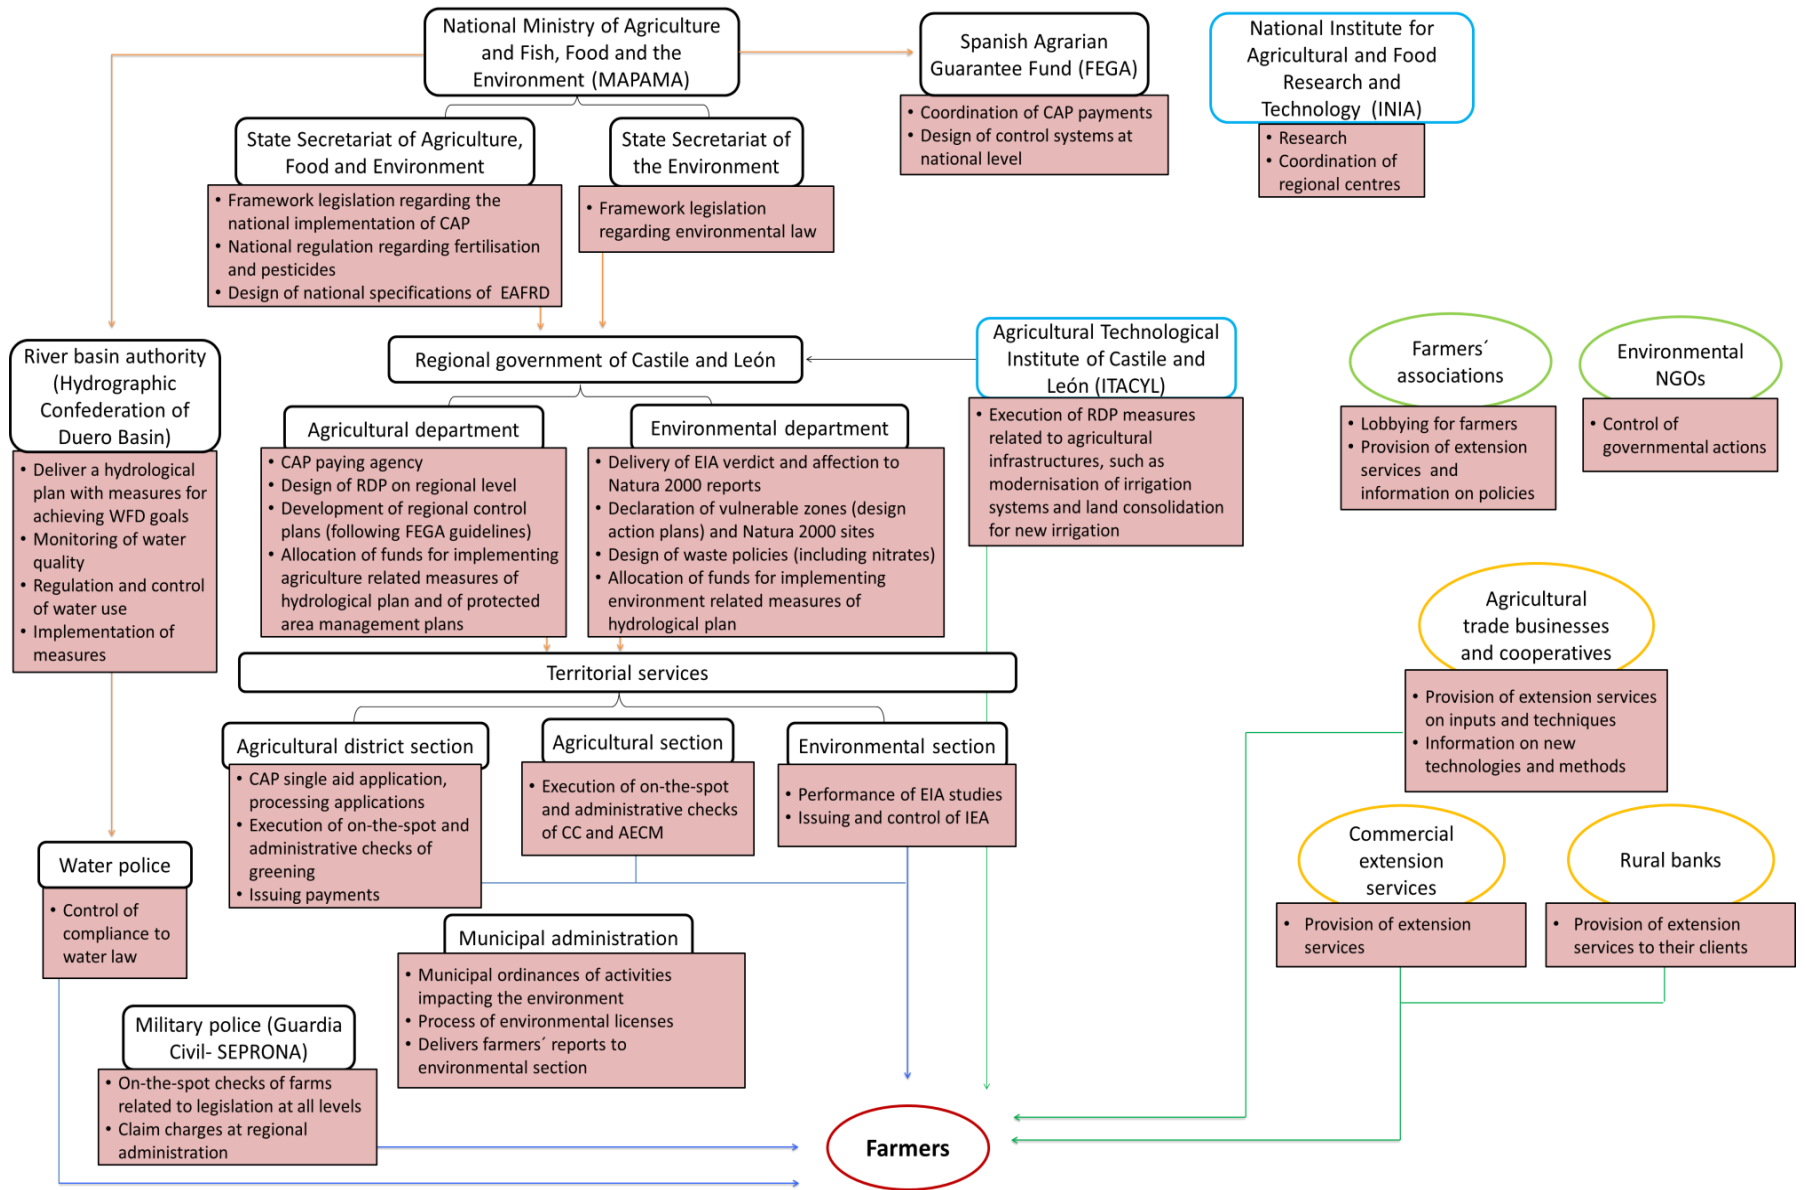 National Ministry of Agriculture
and Fish, Food and the
Environment (MAPAMA)
Spanish Agrarian
Guarantee Fund (FEGA)
• Coordination of CAP payments
• Design of control systems at
national level
National Institute for
Agricultural and Food
Research and
Technology (INIA)
• Research
• Coordination of
regional centres
State Secretariat of Agriculture,
Food and Environment
• Framework legislation regarding the
national implementation of CAP
• National regulation regarding fertilisation
and pesticides
• Design of national specifications of EAFRD
State Secretariat of
the Environment
• Framework legislation
regarding environmental law
River basin authority
(Hydrographic
Confederation of
Duero Basin)
• Deliver a hydrological
plan with measures for
achieving WFD goals
• Monitoring of water
quality
• Regulation and control
of water use
• Implementation of
measures
Regional government of Castile and León
Agricultural Technological
Institute of Castile and
León (ITACYL)
• Execution of RDP measures
related to agricultural
infrastructures, such as
modernisation of irrigation
systems and land consolidation
for new irrigation
Farmers´
associations
• Lobbying for farmers
• Provision of extension
services and
information on policies
Environmental
NGOs
• Control of
governmental actions
Agricultural department
• CAP paying agency
• Design of RDP on regional level
• Development of regional control
plans (following FEGA guidelines)
• Allocation of funds for implementing
agriculture related measures of
hydrological plan and of protected
area management plans
Environmental department
• Delivery of EIA verdict and affection to
Natura 2000 reports
• Declaration of vulnerable zones (design
action plans) and Natura 2000 sites
• Design of waste policies (including nitrates)
• Allocation of funds for implementing
environment related measures of
hydrological plan
Agricultural
trade businesses
and cooperatives
• Provision of extension services
on inputs and techniques
• Information on new
technologies and methods
Territorial services
Agricultural district section
• CAP single aid application,
processing applications
• Execution of on-the-spot and
administrative checks of
greening
• Issuing payments
Agricultural section
• Execution of on-the-spot
and administrative checks
of CC and AECM
Environmental section
• Performance of EIA studies
• Issuing and control of IEA
Commercial
extension
services
• Provision of extension
services
Rural banks
• Provision of extension
services to their clients
Water police
• Control of
compliance to
water law
Municipal administration
• Municipal ordinances of activities
impacting the environment
• Process of environmental licenses
• Delivers farmers´ reports to
environmental section
Military police (Guardia
Civil- SEPRONA)
• On-the-spot checks of farms
related to legislation at all levels
• Claim charges at regional
administration
Farmers